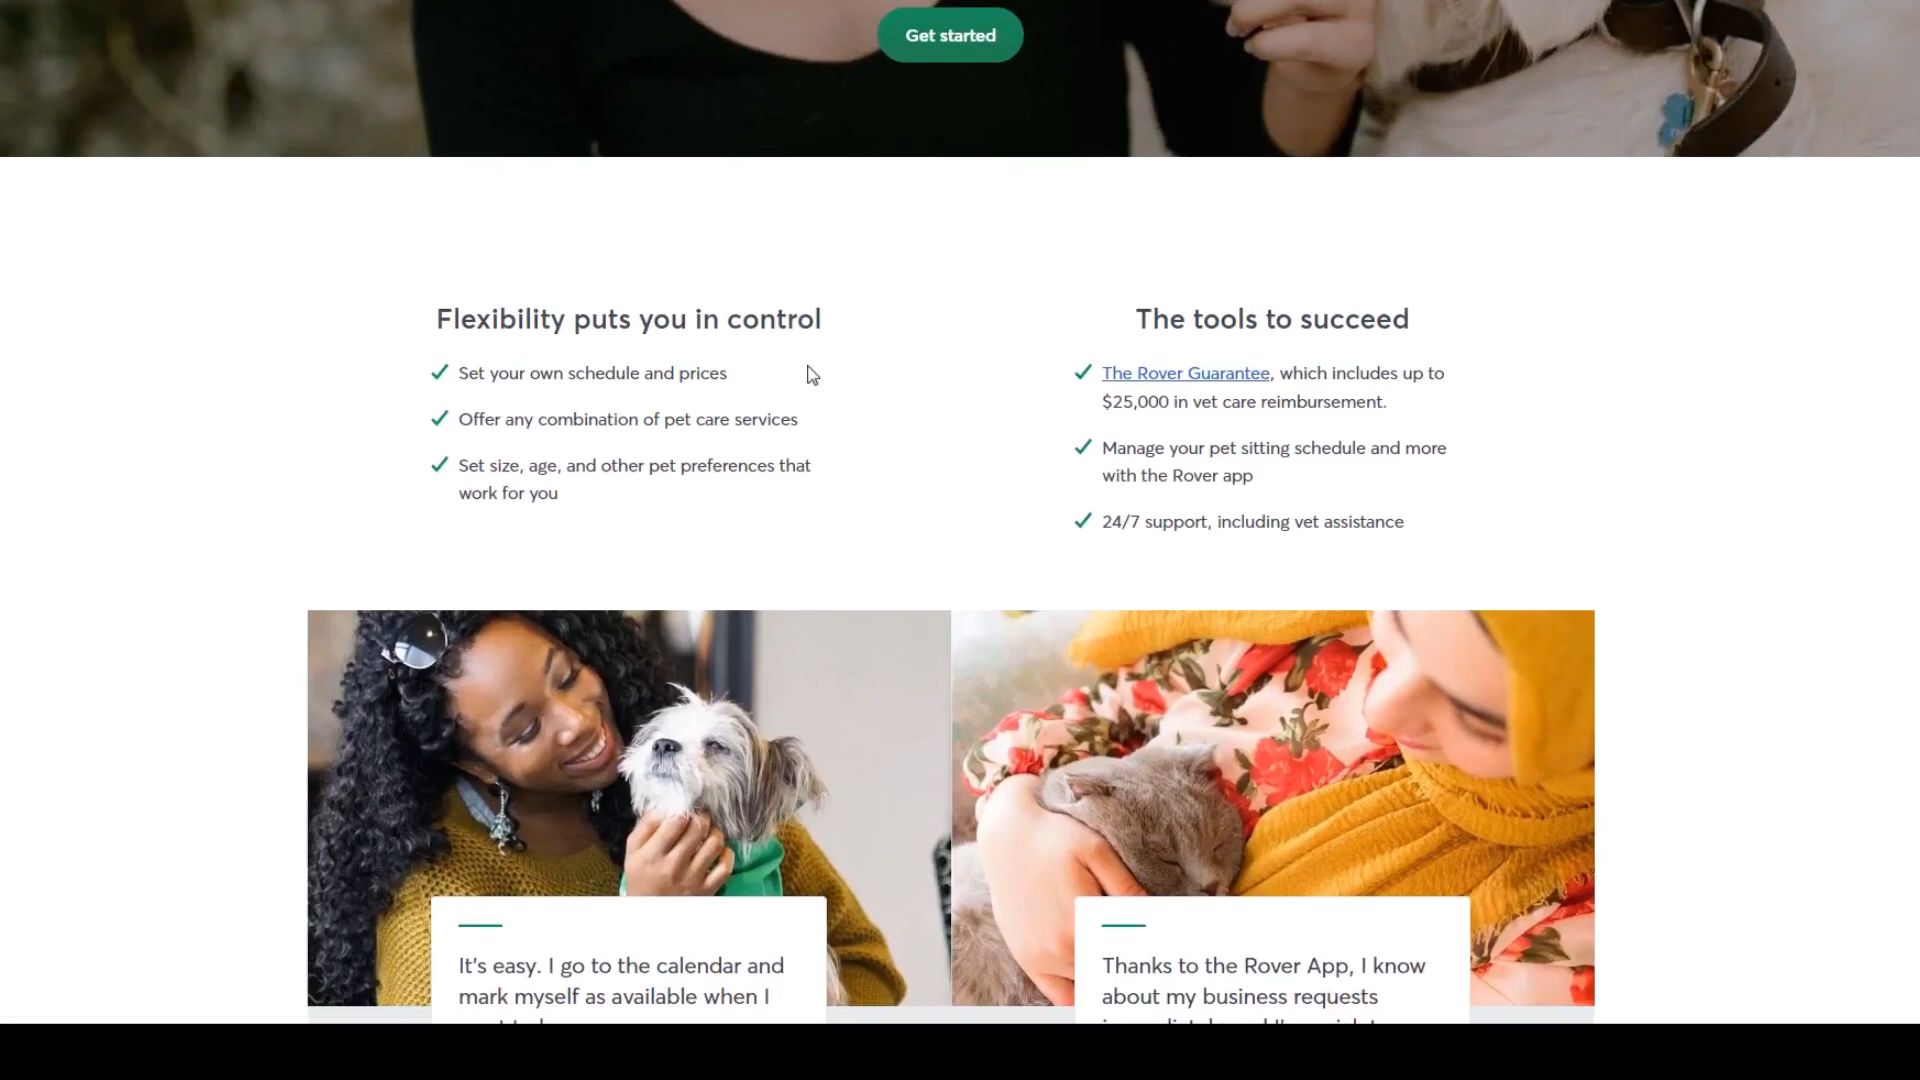 Get started
Flexibility puts you in control
Set your own schedule and prices
Offer any combination of pet care services
Set size, age, and other pet preferences that
work for you
The tools to succeed
The Rover Guarantee, which includes up to
$25,000 in vet care reimbursement.
Manage your pet sitting schedule and more
with the Rover app
24/7 support, including vet assistance
It's easy. I go to the calendar and
mark myself as available when I
Thanks to the Rover App, I know
about my business requests